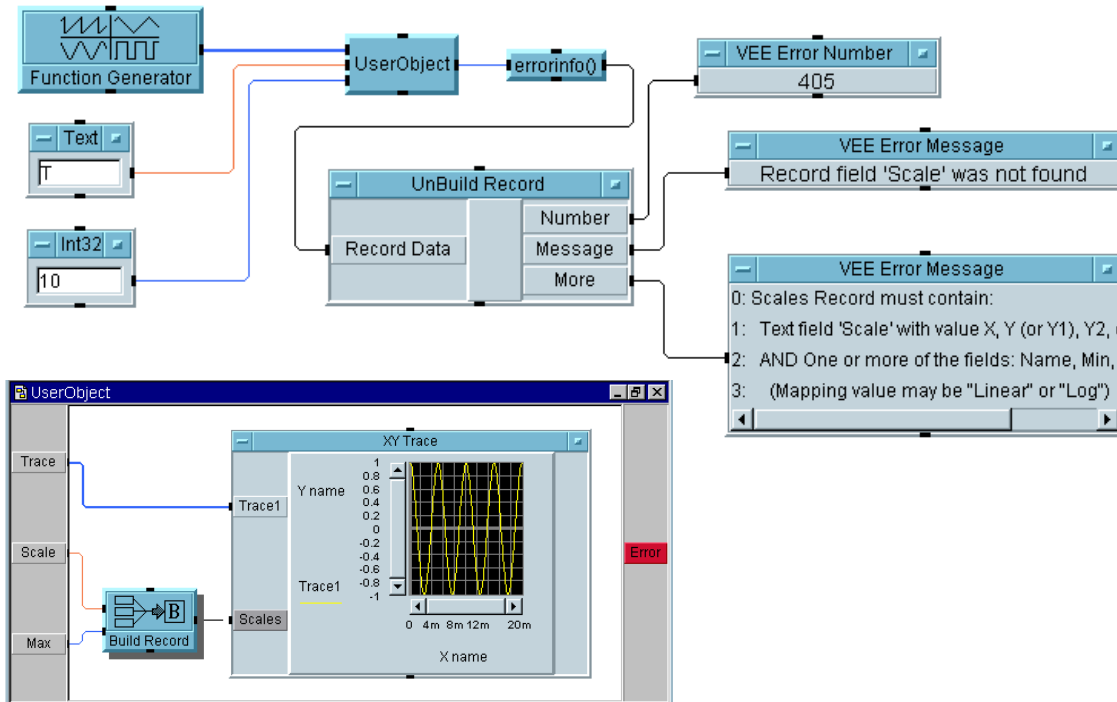 Function Generator
UserObject
errorinfo()
VEE Error Number
405
Text
T
VEE Error Message
Record field 'Scale' was not found
UnBuild Record
Record Data
Number
Message
More
Int32
10
VEE Error Message
0: Scales Record must contain:
1: Text field 'Scale' with value X, Y (or Y1), Y2,
2: AND One or more of the fields: Name, Min,
3: (Mapping value may be "Linear" or "Log")
UserObject
Trace
Scale
Max
B
Build Record
XY Trace
Trace1
Scales
Y name
Trace1
1
0.8
0.6
0.4
0.2
0
-0.2
-0.4
-0.6
-0.8
-1
0 4m 8m 12m 20m
X name
Error